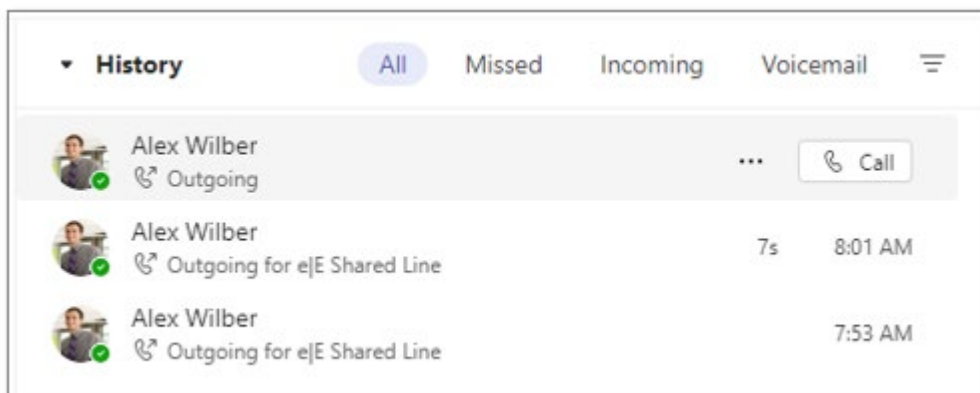 History All Missed Incoming Voicemail
Alex Wilber
Outgoing
... Call
Alex Wilber
Outgoing for e|E Shared Line
7s 8:01 AM
Alex Wilber
Outgoing for e|E Shared Line
7:53 AM